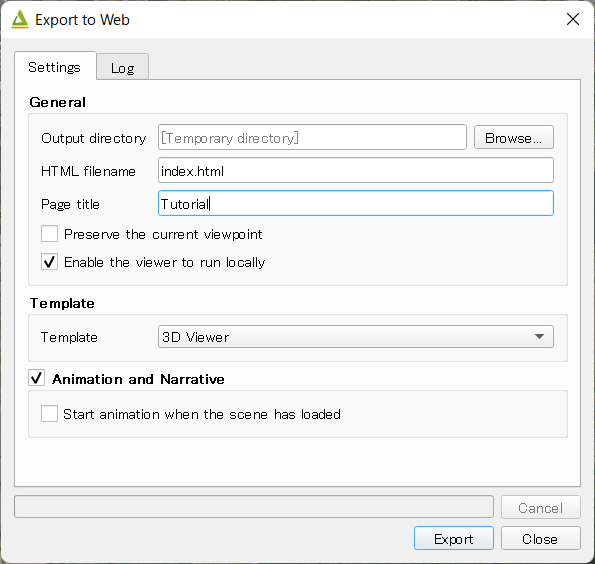 Export to Web
Settings
Log
General
Output directory
[Temporary directory]
Browse...
HTML filename
index.html
Page title
Tutorial
Preserve the current viewpoint
Enable the viewer to run locally
Template
Template
3D Viewer
Animation and Narrative
Start animation when the scene has loaded
Cancel
Export
Close